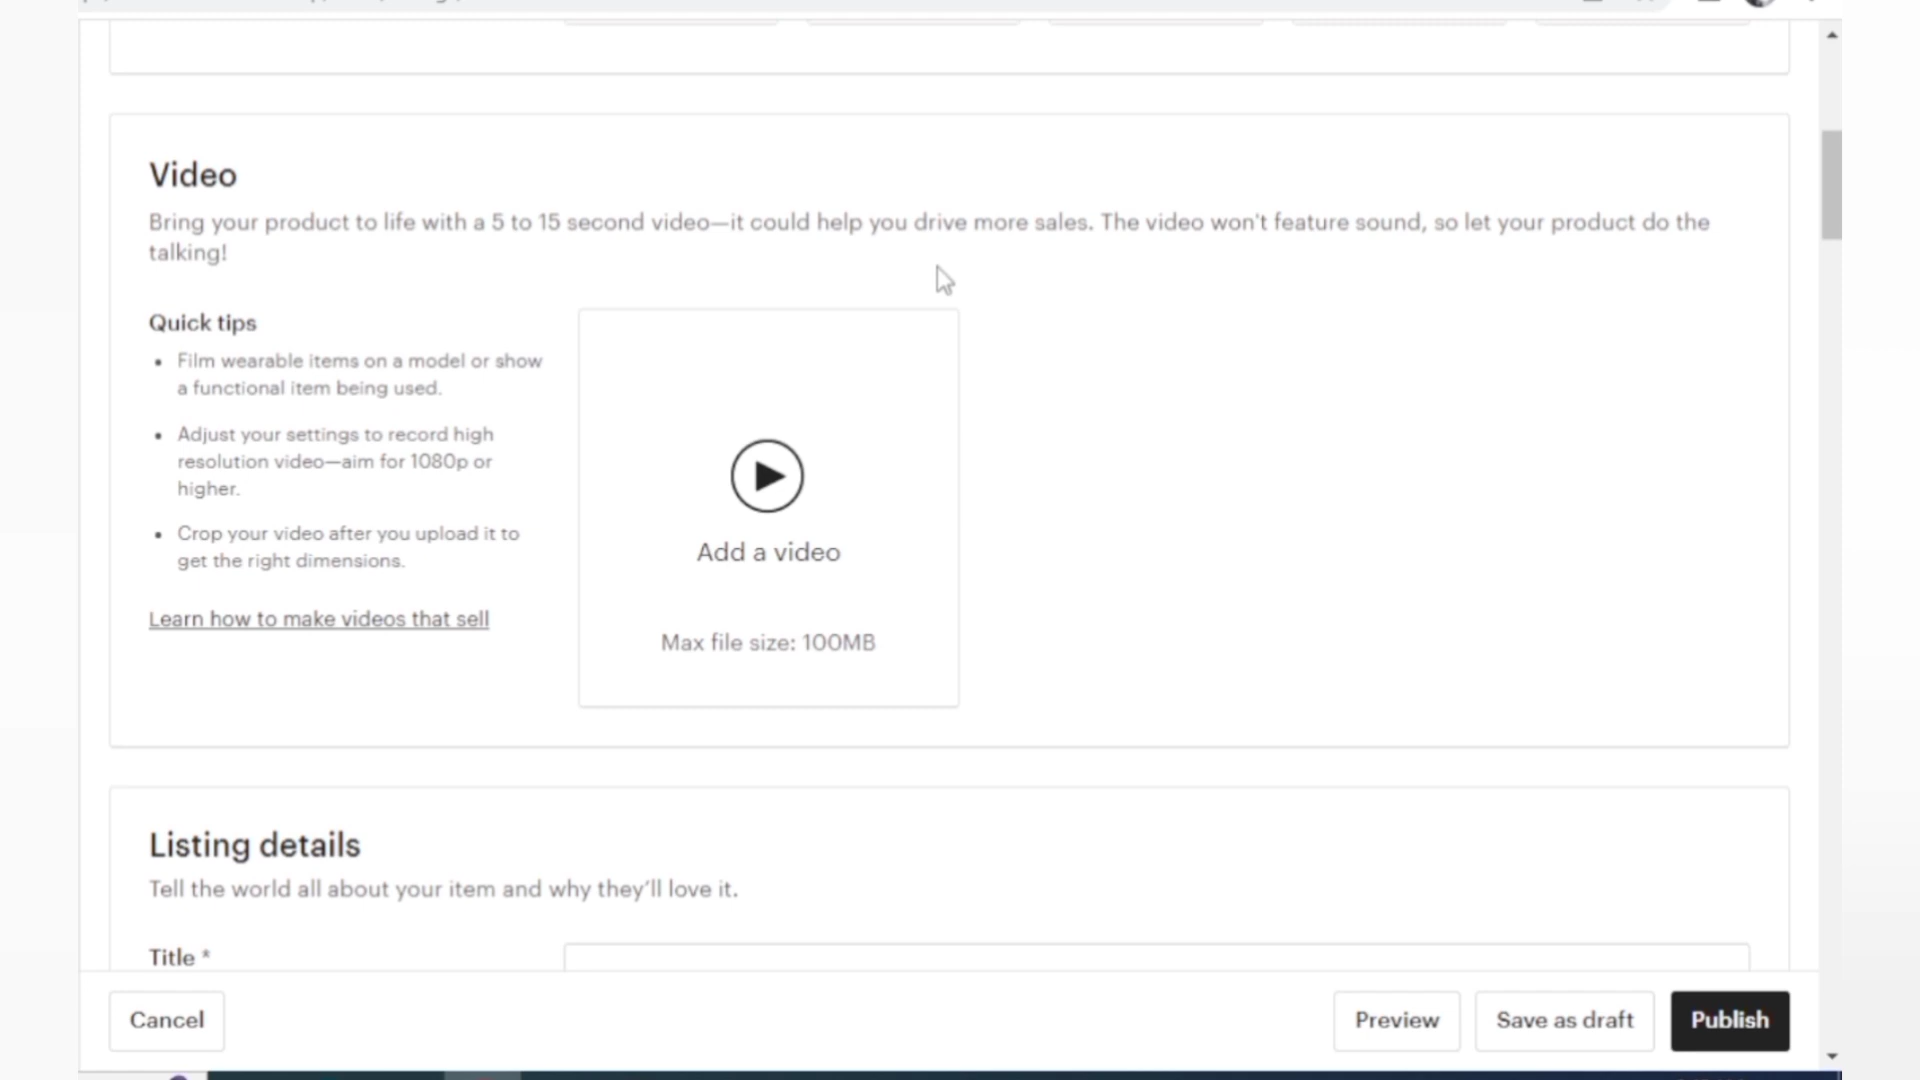 Video
Bring your product to life with a 5 to 15 second video—it could help you drive more sales. The video won't feature sound, so let your product do the
talking!
Quick tips
• Film wearable items on a model or show
a functional item being used.
• Adjust your settings to record high
resolution video—aim for 1080p or
higher.
• Crop your video after you upload it to
get the right dimensions.
Learn how to make videos that sell
Add a video
Max file size: 100MB
Listing details
Tell the world all about your item and why they'll love it.
Title *
Cancel
Preview
Save as draft
Publish